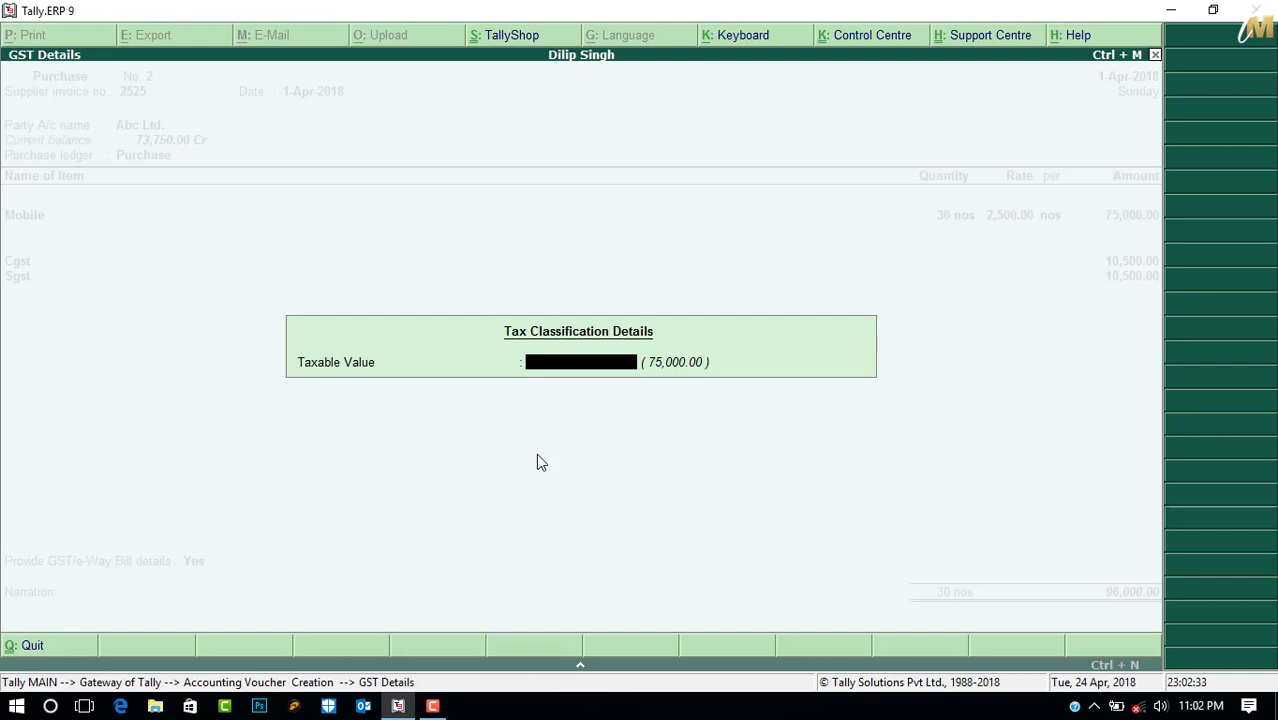 Tally.ERP 9
P: Print E: Export M: E-Mail O: Upload S: TallyShop G: Language K: Keyboard K: Control Centre H: Support Centre H: Help
GST Details Dilip Singh Ctrl + M
Purchase No. 2 1-Apr-2018
Supplier invoice no.: 2525 Date : 1-Apr-2018 Sunday
Party A/c name : Abc Ltd.
Current balance 73,750.00 Cr
Purchase ledger : Purchase
Name of Item Quantity Rate per Amount
Mobile 30 nos 2,500.00 nos 75,000.00
Cgst 10,500.00
Sgst 10,500.00
Tax Classification Details
Taxable Value : ( 75,000.00 )
Provide GST/e-Way Bill details : Yes
Narration: 30 nos 96,000.00
Q: Quit
Ctrl + N
Tally MAIN --> Gateway of Tally --> Accounting Voucher Creation --> GST Details © Tally Solutions Pvt Ltd., 1988-2018 Tue, 24 Apr, 2018 23:02:33
11:02 PM